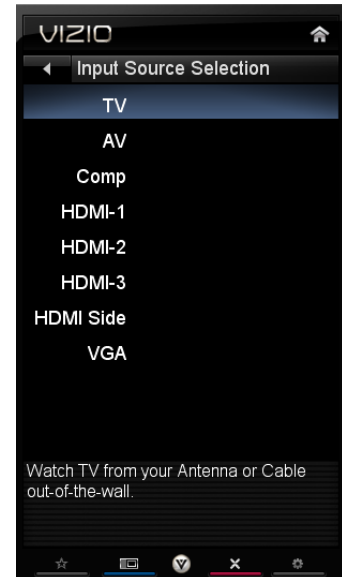 VIZIO
Input Source Selection
TV
AV
Comp
HDMI-1
HDMI-2
HDMI-3
HDMI Side
VGA
Watch TV from your Antenna or Cable
out-of-the-wall.
V